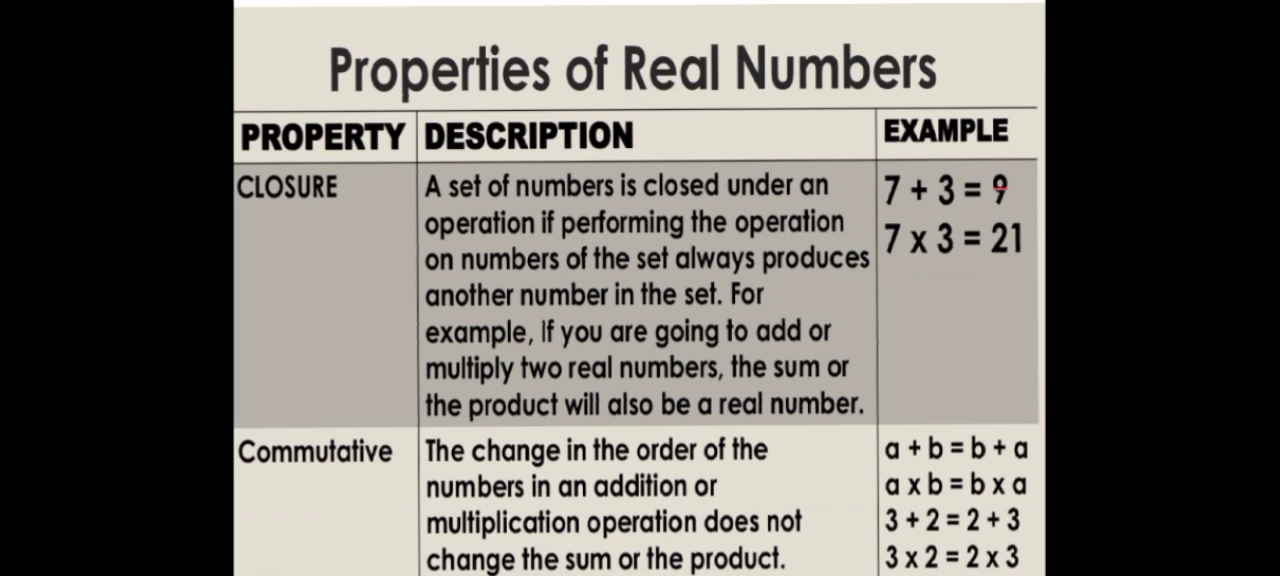 Properties of Real Numbers
PROPERTY DESCRIPTION EXAMPLE
CLOSURE
A set of numbers is closed under an
operation if performing the operation
on numbers of the set always produces
another number in the set. For
example, If you are going to add or
multiply two real numbers, the sum or
the product will also be a real number.
7 + 3 = 9
7 x 3 = 21
Commutative
The change in the order of the
numbers in an addition or
multiplication operation does not
change the sum or the product.
a + b = b + a
a x b = b x a
3 + 2 = 2 + 3
3 x 2 = 2 x 3